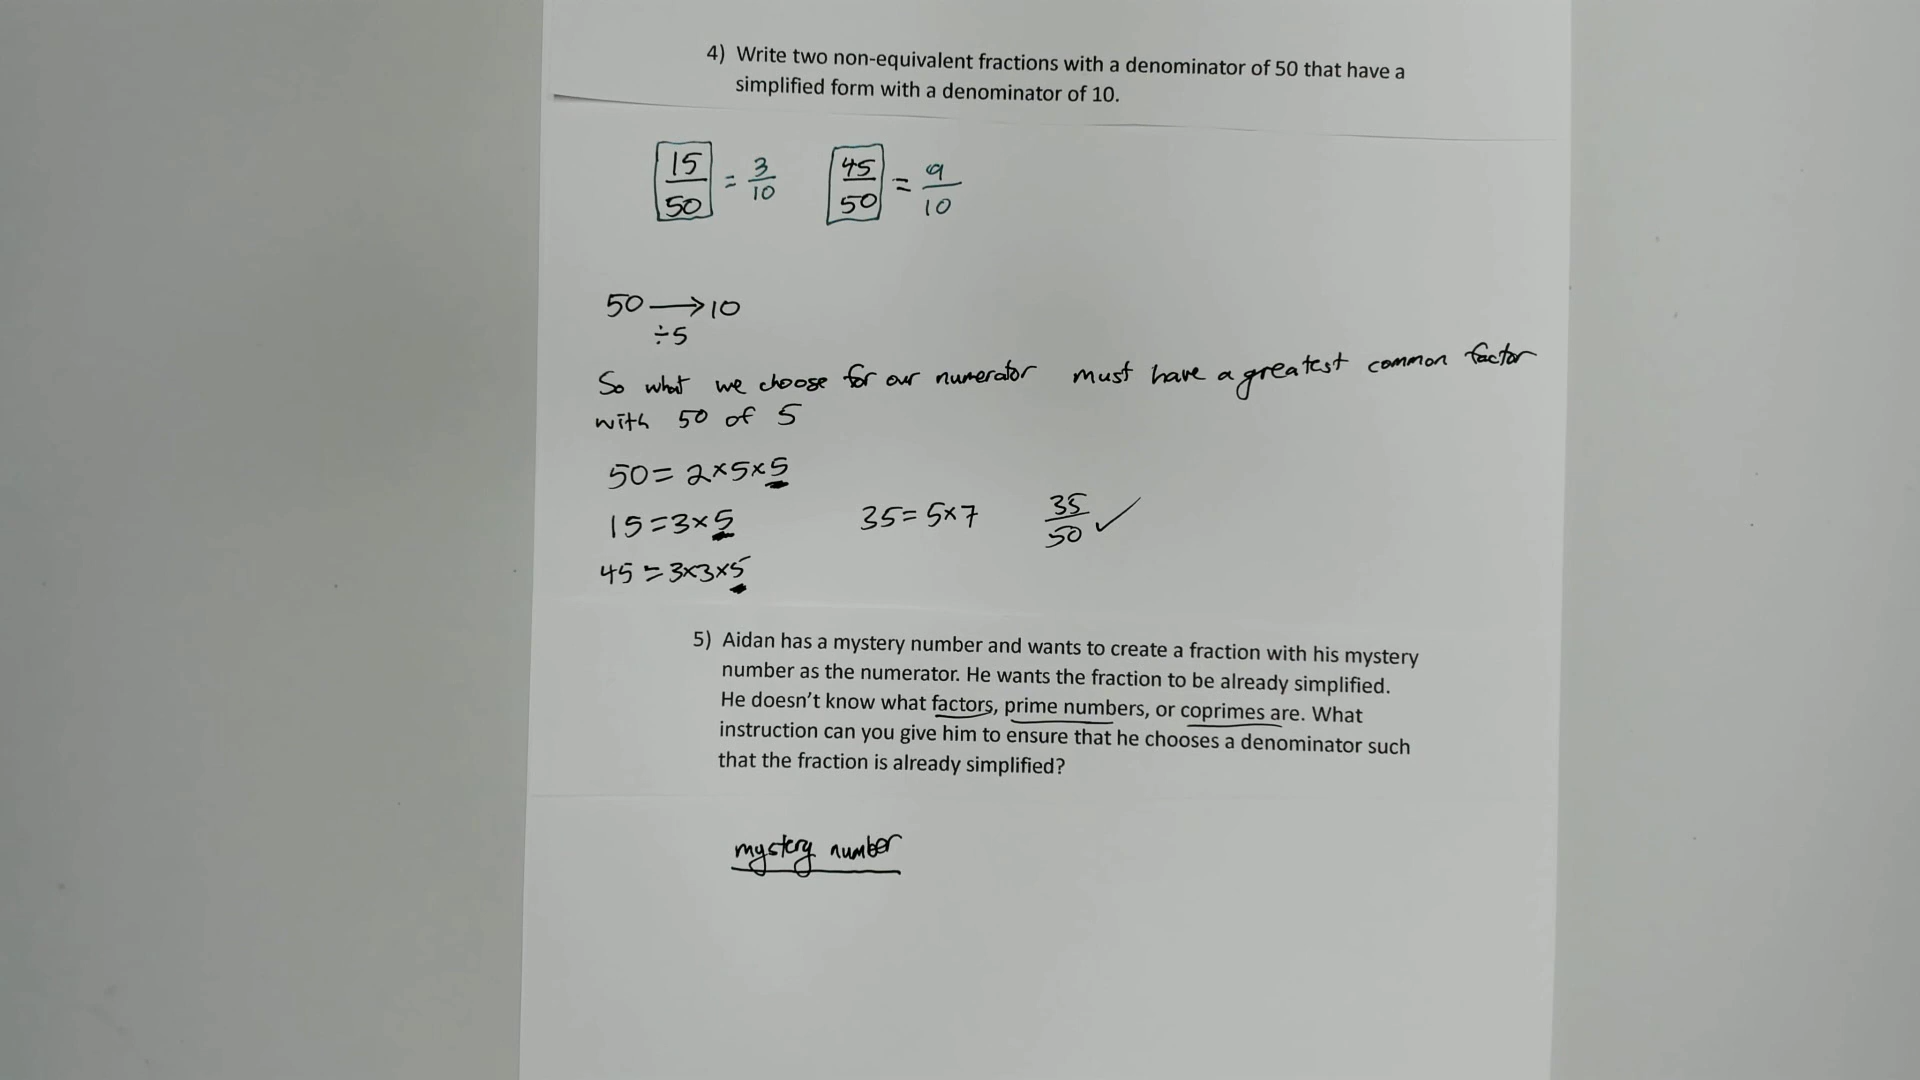 4) Write two non-equivalent fractions with a denominator of 50 that have a
simplified form with a denominator of 10.
15/50 = 3/10 45/50 = 9/10
50 → 10
÷5
So what we choose for our numerator must have a greatest common factor
with 50 of 5
50 = 2×5×5
15 = 3×5 35 = 5×7 35/50 ✓
45 = 3×3×5
5) Aidan has a mystery number and wants to create a fraction with his mystery
number as the numerator. He wants the fraction to be already simplified.
He doesn’t know what factors, prime numbers, or coprimes are. What
instruction can you give him to ensure that he chooses a denominator such
that the fraction is already simplified?
mystery number